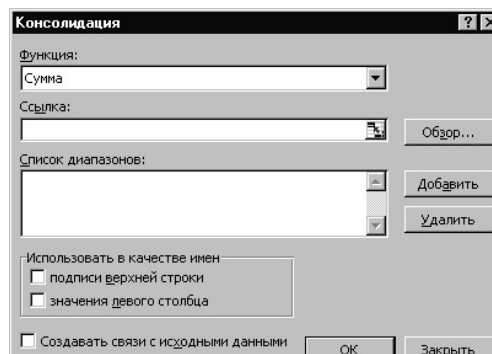 Консолидация
Функция:
Сумма
Ссылка:
Обзор...
Список диапазонов:
Добавить
Удалить
Использовать в качестве имен
подписи верхней строки
значения левого столбца
Создавать связи с исходными данными
ОК
Закрыть